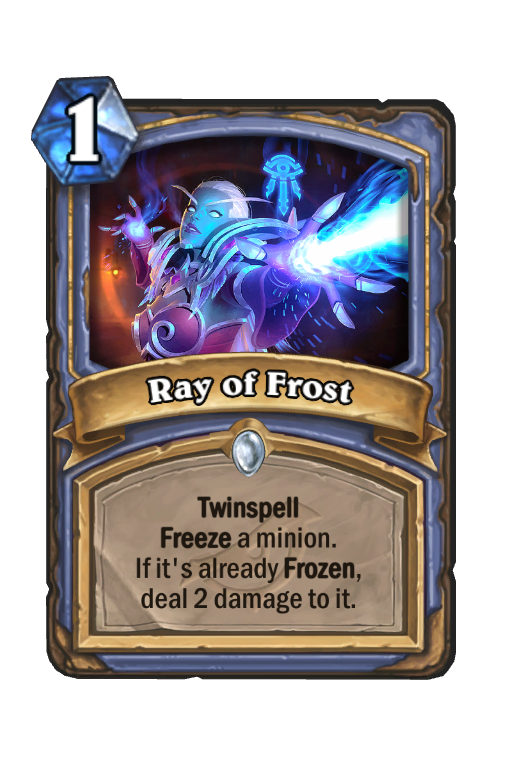 1
Ray of Frost
Twinspell
Freeze a minion.
If it's already Frozen,
deal 2 damage to it.